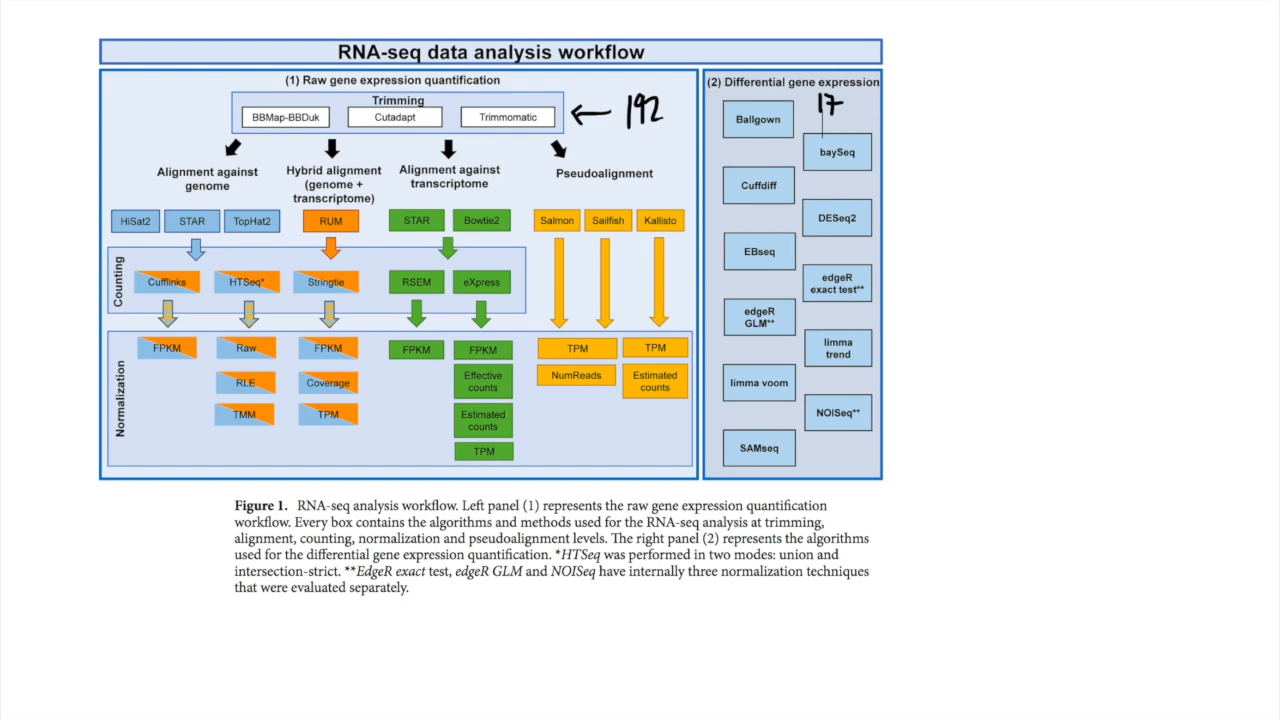 RNA-seq data analysis workflow
(1) Raw gene expression quantification
Trimming
BBMap-BBDuk
Cutadapt
Trimmomatic
← 192
Alignment against
genome
Hybrid alignment
(genome +
transcriptome)
Alignment against
transcriptome
Pseudoalignment
HiSat2
STAR
TopHat2
RUM
STAR
Bowtie2
Salmon
Sailfish
Kallisto
Counting
Cufflinks
HTSeq*
Stringtie
RSEM
eXpress
Normalization
FPKM
Raw
RLE
TMM
FPKM
Coverage
TPM
FPKM
FPKM
Effective
counts
Estimated
counts
TPM
TPM
NumReads
TPM
Estimated
counts
(2) Differential gene expression
17
Ballgown
baySeq
Cuffdiff
DESeq2
EBseq
edgeR
exact test**
edgeR
GLM**
limma
trend
limma voom
NOISeq**
SAMseq
Figure 1. RNA-seq analysis workflow. Left panel (1) represents the raw gene expression quantification
workflow. Every box contains the algorithms and methods used for the RNA-seq analysis at trimming,
alignment, counting, normalization and pseudoalignment levels. The right panel (2) represents the algorithms
used for the differential gene expression quantification. *HTSeq was performed in two modes: union and
intersection-strict. **EdgeR exact test, edgeR GLM and NOISeq have internally three normalization techniques
that were evaluated separately.